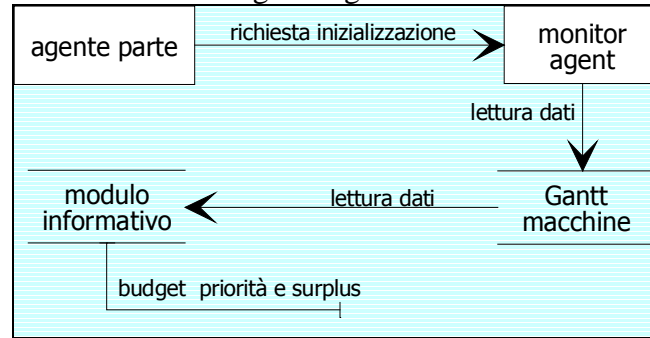 agente parte
richiesta inizializzazione
monitor
agent
lettura dati
modulo
informativo
lettura dati
Gantt
macchine
budget priorità e surplus